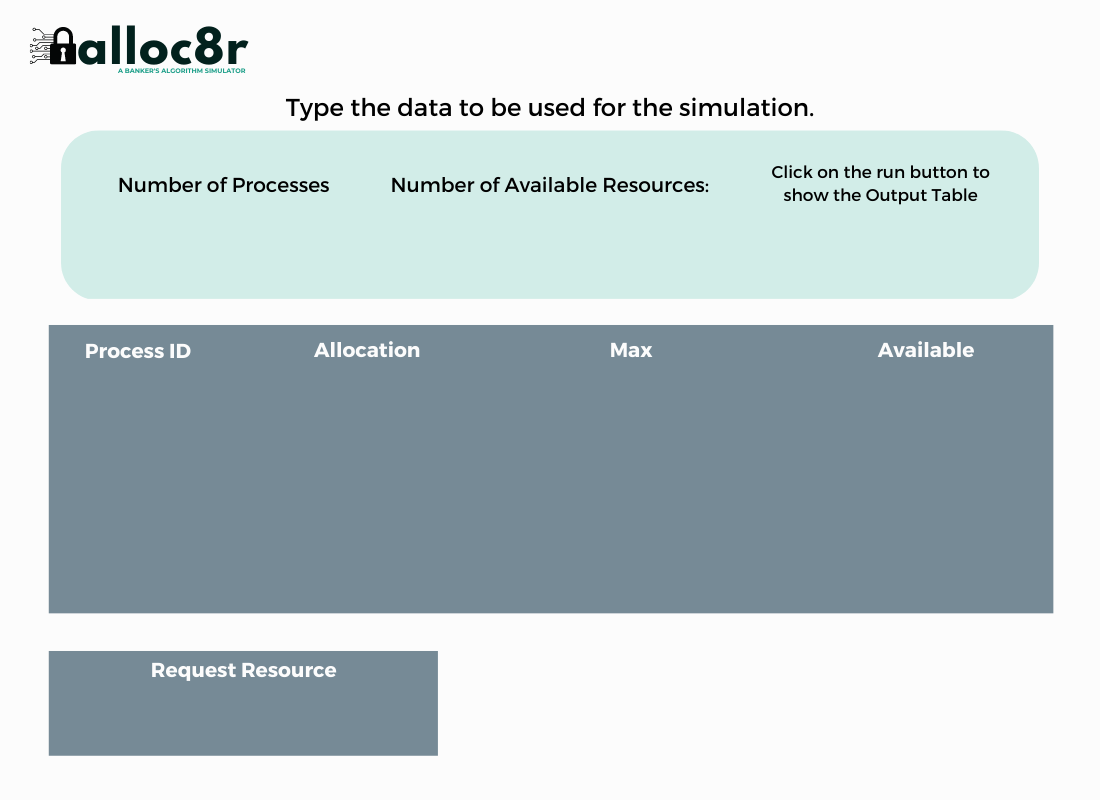 alloc8r
A BANKER'S ALGORITHM SIMULATOR
Type the data to be used for the simulation.
Number of Processes
Number of Available Resources:
Click on the run button to
show the Output Table
Process ID
Allocation
Max
Available
Request Resource